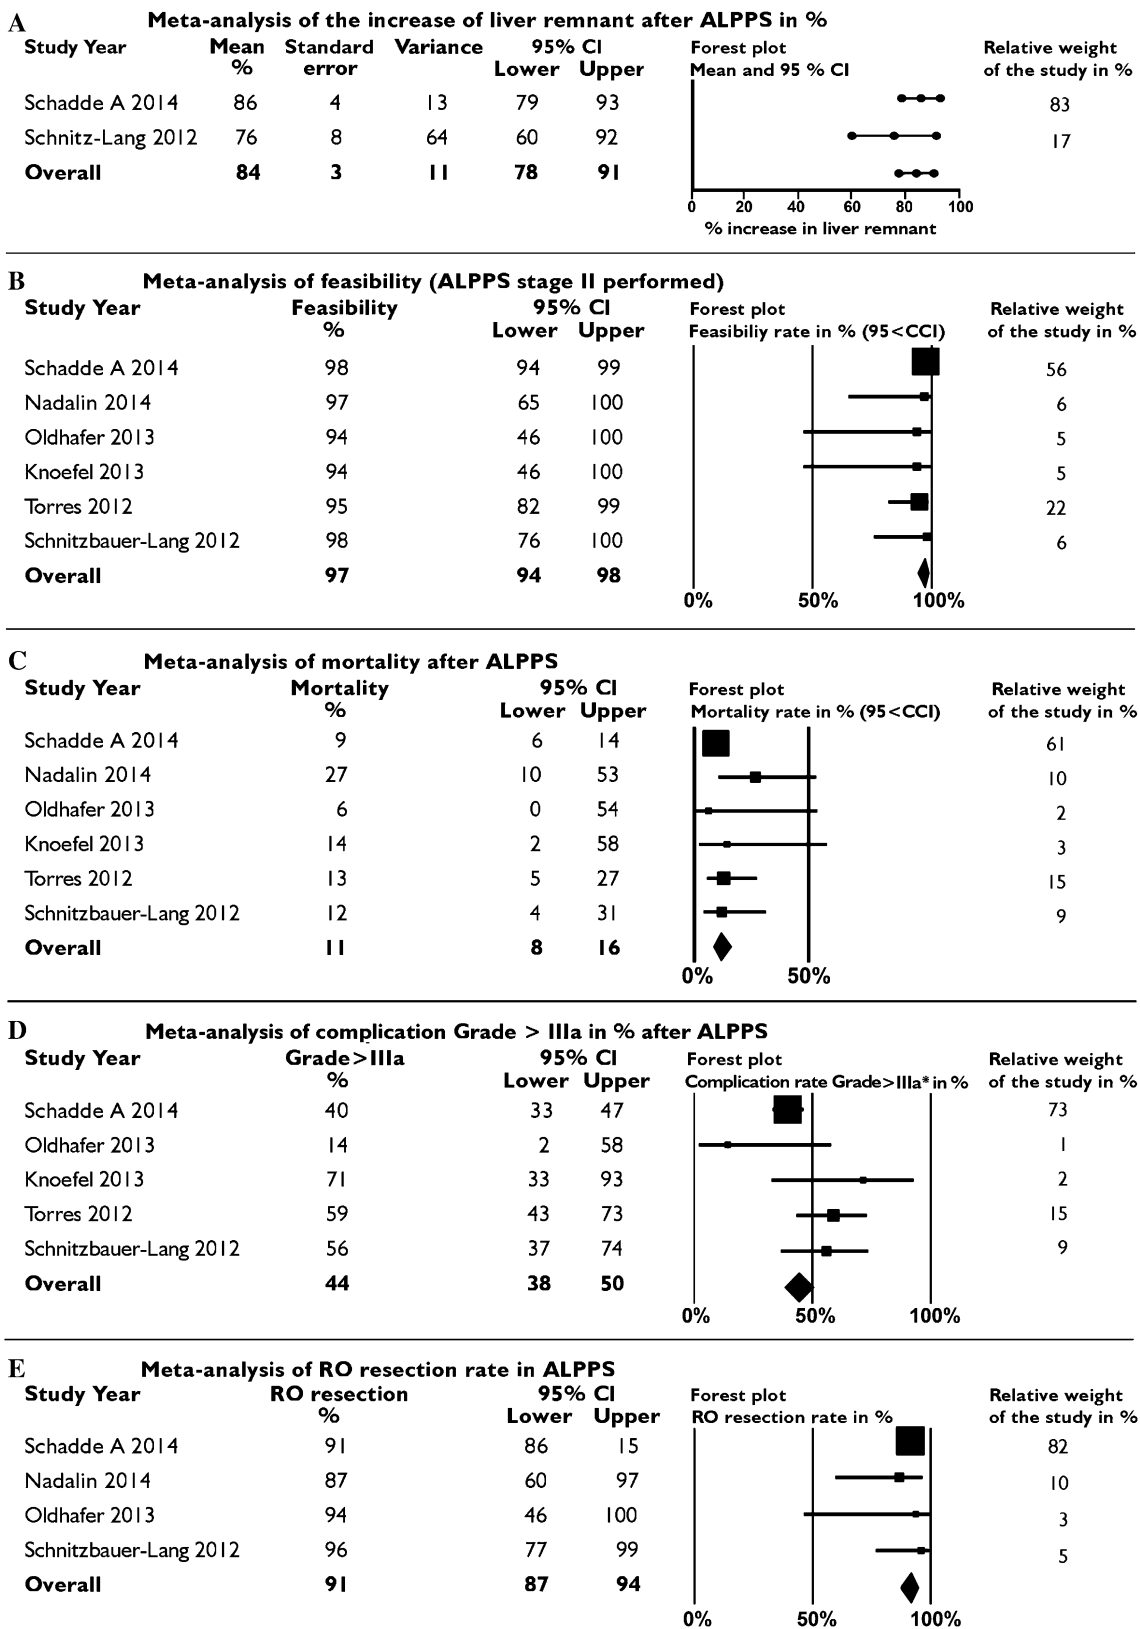 A
Meta-analysis of the increase of liver remnant after ALPPS in %
Study Year Mean Standard Variance 95% CI Forest plot Relative weight
% error Lower Upper Mean and 95 % CI of the study in %
Schadde A 2014 86 4 13 79 93 83
Schnitz-Lang 2012 76 8 64 60 92 17
Overall 84 3 11 78 91
0 20 40 60 80 100
% increase in liver remnant
B
Meta-analysis of feasibility (ALPPS stage II performed)
Study Year Feasibility 95% CI Forest plot Relative weight
% Lower Upper Feasibiliy rate in % (95<CCI) of the study in %
Schadde A 2014 98 94 99 56
Nadalin 2014 97 65 100 6
Oldhafer 2013 94 46 100 5
Knoefel 2013 94 46 100 5
Torres 2012 95 82 99 22
Schnitzbauer-Lang 2012 98 76 100 6
Overall 97 94 98
0% 50% 100%
C
Meta-analysis of mortality after ALPPS
Study Year Mortality 95% CI Forest plot Relative weight
% Lower Upper Mortality rate in % (95<CCI) of the study in %
Schadde A 2014 9 6 14 61
Nadalin 2014 27 10 53 10
Oldhafer 2013 6 0 54 2
Knoefel 2013 14 2 58 3
Torres 2012 13 5 27 15
Schnitzbauer-Lang 2012 12 4 31 9
Overall 11 8 16
0% 50%
D
Meta-analysis of complication Grade > IIIa in % after ALPPS
Study Year Grade>IIIa 95% CI Forest plot Relative weight
% Lower Upper Complication rate Grade>IIIa* in % of the study in %
Schadde A 2014 40 33 47 73
Oldhafer 2013 14 2 58 1
Knoefel 2013 71 33 93 2
Torres 2012 59 43 73 15
Schnitzbauer-Lang 2012 56 37 74 9
Overall 44 38 50
0% 50% 100%
E
Meta-analysis of RO resection rate in ALPPS
Study Year RO resection 95% CI Forest plot Relative weight
% Lower Upper RO resection rate in % of the study in %
Schadde A 2014 91 86 15 82
Nadalin 2014 87 60 97 10
Oldhafer 2013 94 46 100 3
Schnitzbauer-Lang 2012 96 77 99 5
Overall 91 87 94
0% 50% 100%